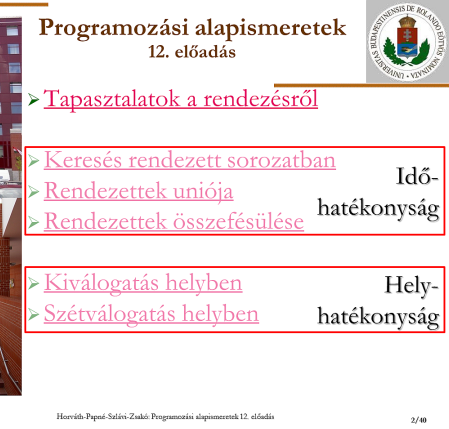 Programozási alapismeretek
12. előadás
UNIVERSITAS BUDAPESTINENSIS DE ROLANDO EÖTVÖS NOMINATA
➢ Tapasztalatok a rendezésről
➢ Keresés rendezett sorozatban
➢ Rendezettek uniója
➢ Rendezettek összefésülése
Idő-
hatékonyság
➢ Kiválogatás helyben
➢ Szétválogatás helyben
Hely-
hatékonyság
Horváth-Papné-Szlávi-Zsakó: Programozási alapismeretek 12. előadás
2/40